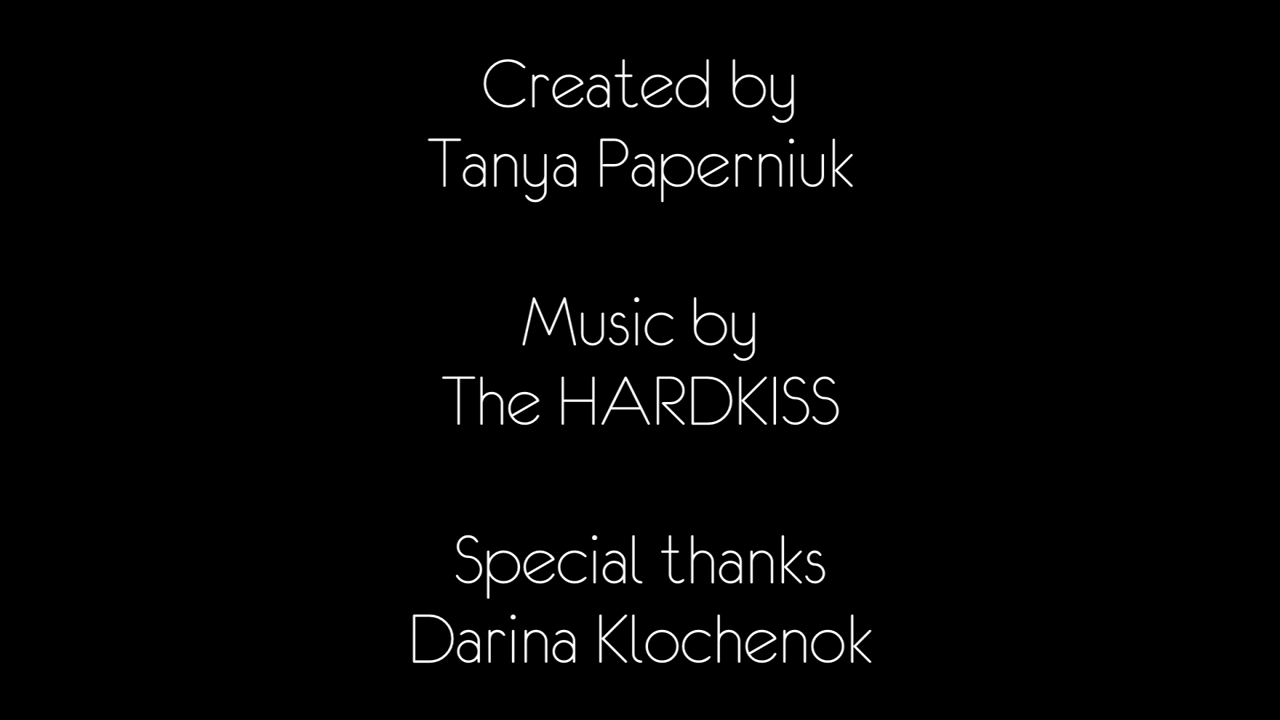 Created by
Tanya Paperniuk
Music by
The HARDKISS
Special thanks
Darina Klochenok